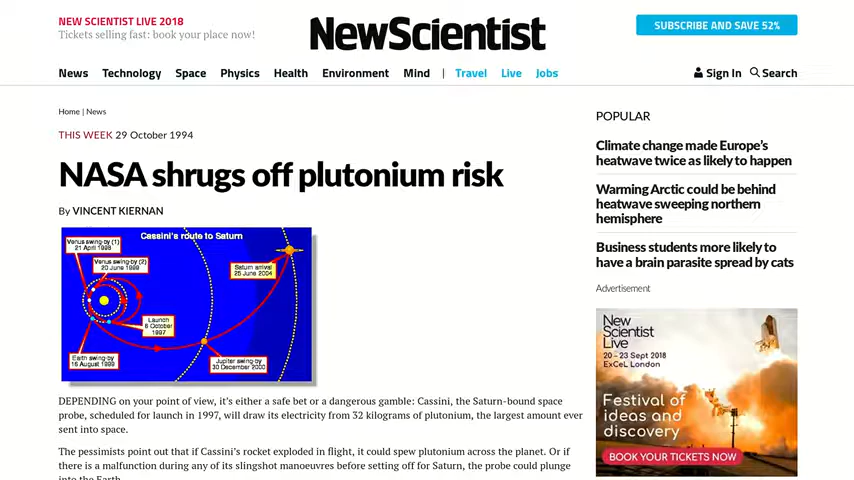 NEW SCIENTIST LIVE 2018
Tickets selling fast: book your place now!
NewScientist
SUBSCRIBE AND SAVE 52%
News Technology Space Physics Health Environment Mind | Travel Live Jobs
Sign In Search
Home | News
THIS WEEK 29 October 1994
NASA shrugs off plutonium risk
By VINCENT KIERNAN
Cassini's route to Saturn
Venus swing-by (1)
21 April 1998
Venus swing-by (2)
20 June 1999
Saturn arrival
25 June 2004
Launch
8 October
1997
Earth swing-by
16 August 1999
Jupiter swing-by
30 December 2000
DEPENDING on your point of view, it's either a safe bet or a dangerous gamble: Cassini, the Saturn-bound space
probe, scheduled for launch in 1997, will draw its electricity from 32 kilograms of plutonium, the largest amount ever
sent into space.
The pessimists point out that if Cassini's rocket exploded in flight, it could spew plutonium across the planet. Or if
there is a malfunction during any of its slingshot manoeuvres before setting off for Saturn, the probe could plunge
into the Earth.
POPULAR
Climate change made Europe's
heatwave twice as likely to happen
Warming Arctic could be behind
heatwave sweeping northern
hemisphere
Business students more likely to
have a brain parasite spread by cats
Advertisement
New
Scientist
Live
20 – 23 Sept 2018
ExCeL London
Festival of
ideas and
discovery
BOOK YOUR TICKETS NOW